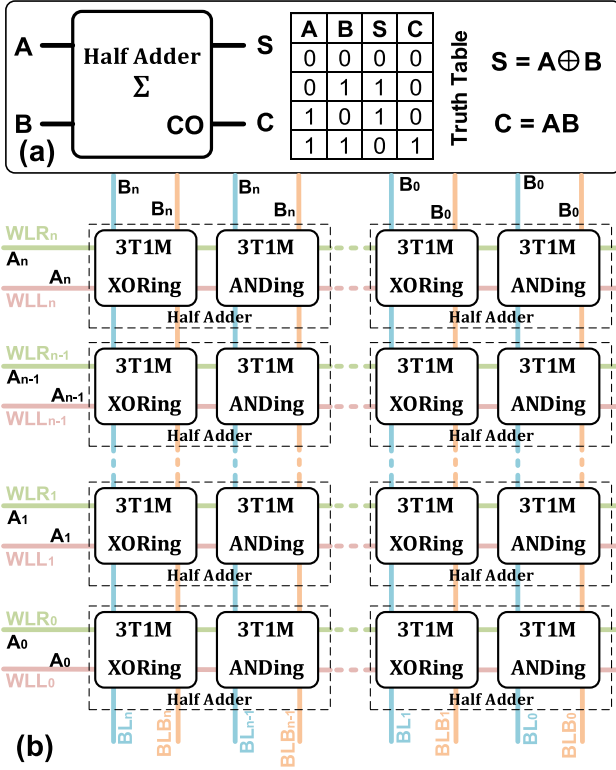 A B S C
A Half Adder S
Σ
0 0 0 0
0 1 1 0
1 0 1 0
1 1 0 1
B CO C
Truth Table
S = A⊕B
C = AB
(a)
Bn Bn B0 B0
Bn Bn B0 B0
WLRn
An
An
WLLn
3T1M 3T1M 3T1M 3T1M
XORing ANDing XORing ANDing
Half Adder Half Adder
WLRn-1
An-1
An-1
WLLn-1
3T1M 3T1M 3T1M 3T1M
XORing ANDing XORing ANDing
Half Adder Half Adder
WLR1
A1
A1
WLL1
3T1M 3T1M 3T1M 3T1M
XORing ANDing XORing ANDing
Half Adder Half Adder
WLR0
A0
A0
WLL0
3T1M 3T1M 3T1M 3T1M
XORing ANDing XORing ANDing
Half Adder Half Adder
BLn BLBn BLn-1 BLBn-1 BL1 BLB1 BL0 BLB0
(b)